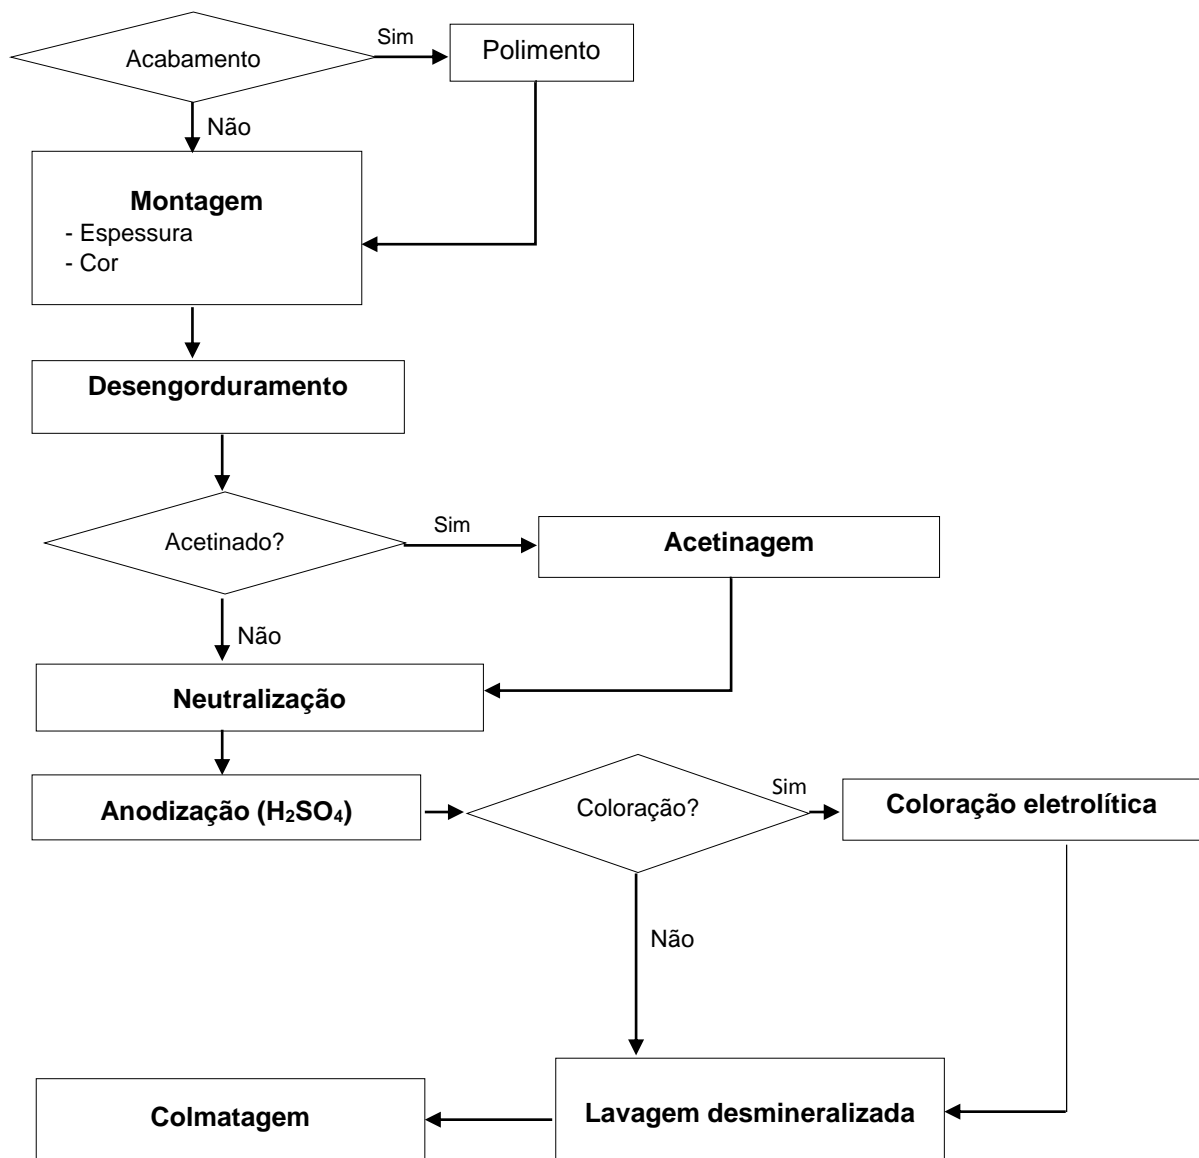 Acabamento
Sim
Polimento
Não
Montagem
- Espessura
- Cor
Desengorduramento
Acetinado?
Sim
Acetinagem
Não
Neutralização
Anodização (H₂SO₄)
Coloração?
Sim
Coloração eletrolítica
Não
Lavagem desmineralizada
Colmatagem